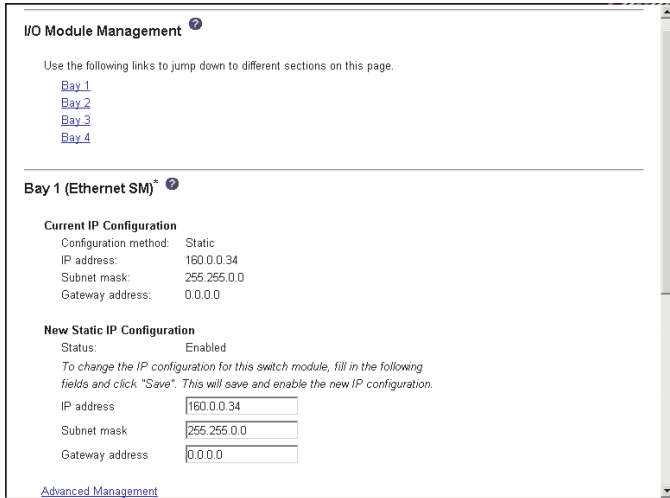 I/O Module Management ?
Use the following links to jump down to different sections on this page.
Bay 1
Bay 2
Bay 3
Bay 4
Bay 1 (Ethernet SM)* ?
Current IP Configuration
Configuration method: Static
IP address: 160.0.0.34
Subnet mask: 255.255.0.0
Gateway address: 0.0.0.0
New Static IP Configuration
Status: Enabled
To change the IP configuration for this switch module, fill in the following
fields and click "Save". This will save and enable the new IP configuration.
IP address 160.0.0.34
Subnet mask 255.255.0.0
Gateway address 0.0.0.0
Advanced Management